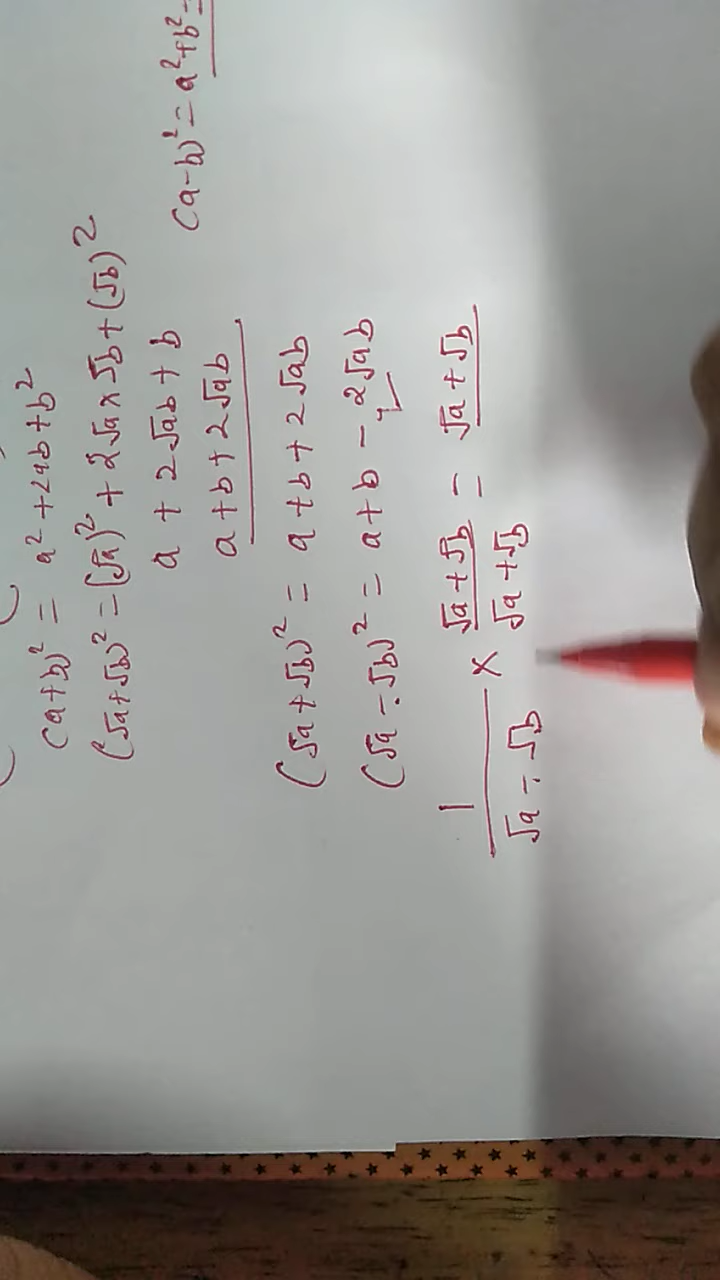 (a+b)² = a² + 2ab + b²
(√a+√b)² = (√a)² + 2√a × √b + (√b)²
a + 2√ab + b
a + b + 2√ab
(a-b)² = a² + b² -
(√a + √b)² = a + b + 2√ab
(√a - √b)² = a + b - 2√ab
1/(√a - √b) × (√a + √b)/(√a + √b) = √a + √b